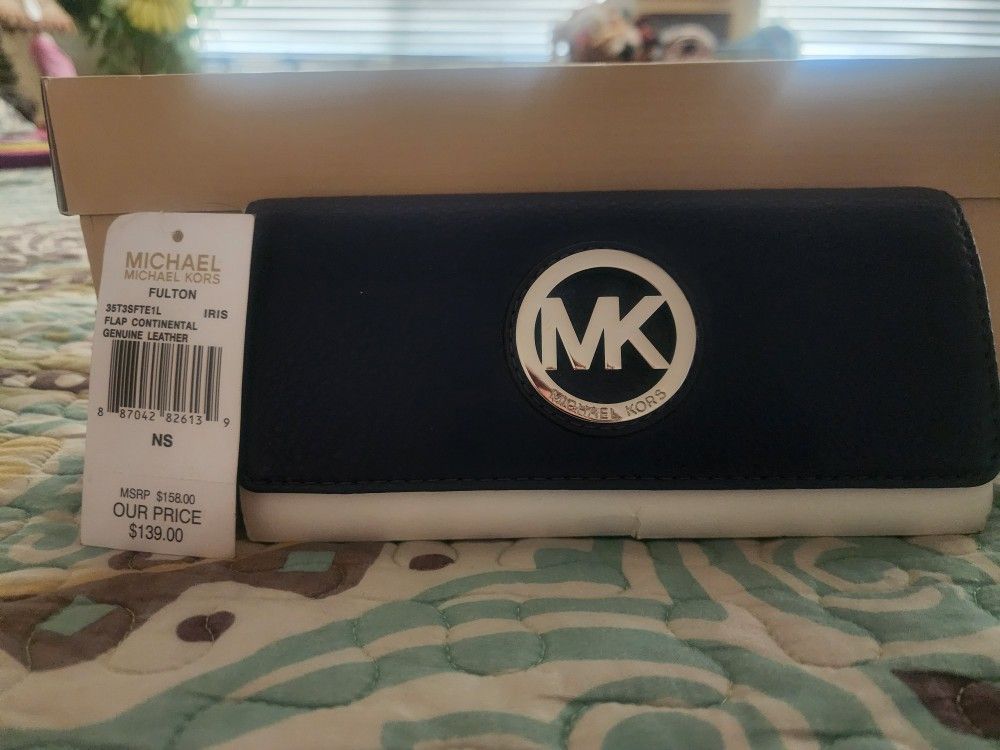 MICHAEL
MICHAEL KORS
FULTON
35T3SFTE1L IRIS
FLAP CONTINENTAL
GENUINE LEATHER
8 87042 82613 9
NS
MSRP $158.00
OUR PRICE
$139.00
MK
MICHAEL KORS